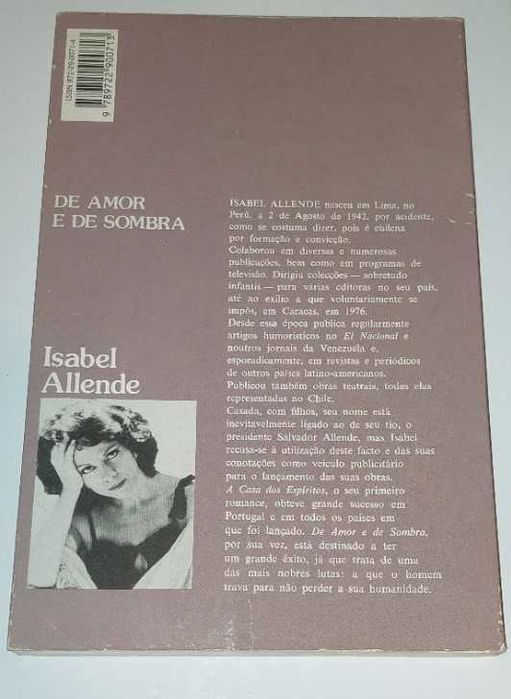 ISBN 972-29-0071-4
9 789722 900713
DE AMOR
E DE SOMBRA
ISABEL ALLENDE nasceu em Lima, no
Perú, a 2 de Agosto de 1942, por acidente,
como se costuma dizer, pois é chilena
por formação e convicção.
Colaborou em diversas e numerosas
publicações, bem como em programas de
televisão. Dirigiu colecções — sobretudo
infantis — para várias editoras no seu país,
até ao exílio a que voluntariamente se
impôs, em Caracas, em 1976.
Desde essa época publica regularmente
artigos humorísticos no El Nacional e
noutros jornais da Venezuela e,
esporadicamente, em revistas e periódicos
de outros países latino-americanos.
Publicou também obras teatrais, todas elas
representadas no Chile.
Casada, com filhos, seu nome está
inevitavelmente ligado ao de seu tio, o
presidente Salvador Allende, mas Isabel
recusa-se à utilização deste facto e das suas
conotações como veículo publicitário
para o lançamento das suas obras.
A Casa dos Espíritos, o seu primeiro
romance, obteve grande sucesso em
Portugal e em todos os países em
que foi lançado. De Amor e de Sombra,
por sua vez, está destinado a ter
um grande êxito, já que trata de uma
das mais nobres lutas: a que o homem
trava para não perder a sua humanidade.
Isabel
Allende